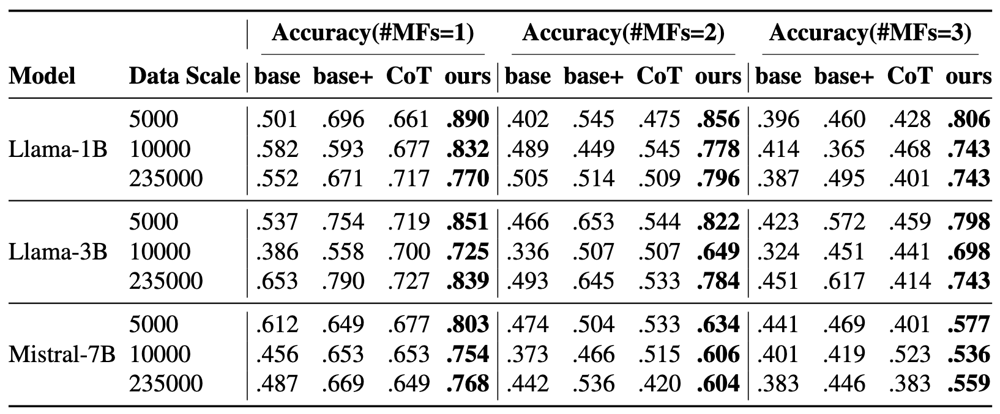 Accuracy(#MFs=1) Accuracy(#MFs=2) Accuracy(#MFs=3)
Model Data Scale base base+ CoT ours base base+ CoT ours base base+ CoT ours
5000 .501 .696 .661 .890 .402 .545 .475 .856 .396 .460 .428 .806
Llama-1B 10000 .582 .593 .677 .832 .489 .449 .545 .778 .414 .365 .468 .743
235000 .552 .671 .717 .770 .505 .514 .509 .796 .387 .495 .401 .743
5000 .537 .754 .719 .851 .466 .653 .544 .822 .423 .572 .459 .798
Llama-3B 10000 .386 .558 .700 .725 .336 .507 .507 .649 .324 .451 .441 .698
235000 .653 .790 .727 .839 .493 .645 .533 .784 .451 .617 .414 .743
5000 .612 .649 .677 .803 .474 .504 .533 .634 .441 .469 .401 .577
Mistral-7B 10000 .456 .653 .653 .754 .373 .466 .515 .606 .401 .419 .523 .536
235000 .487 .669 .649 .768 .442 .536 .420 .604 .383 .446 .383 .559